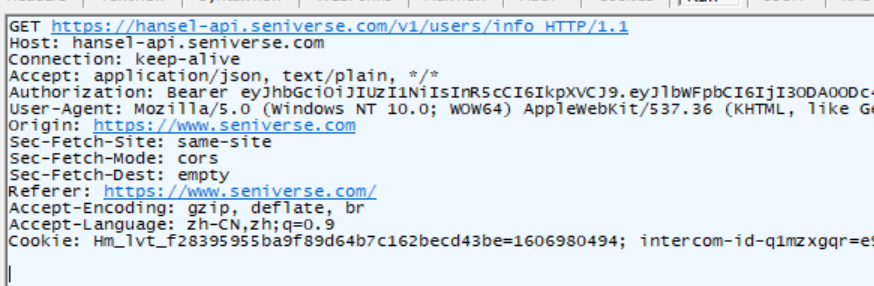 GET https://hansel-api.seniverse.com/v1/users/info HTTP/1.1
Host: hansel-api.seniverse.com
Connection: keep-alive
Accept: application/json, text/plain, */*
Authorization: Bearer eyJhbGciOiJIUzI1NiIsInR5cCI6IkpXVCJ9.eyJlbWFpbCI6IjI3ODA0ODc4
User-Agent: Mozilla/5.0 (Windows NT 10.0; WOW64) AppleWebKit/537.36 (KHTML, like Ge
Origin: https://www.seniverse.com
Sec-Fetch-Site: same-site
Sec-Fetch-Mode: cors
Sec-Fetch-Dest: empty
Referer: https://www.seniverse.com/
Accept-Encoding: gzip, deflate, br
Accept-Language: zh-CN,zh;q=0.9
Cookie: Hm_lvt_f28395955ba9f89d64b7c162becd43be=1606980494; intercom-id-q1mzxgqr=e9